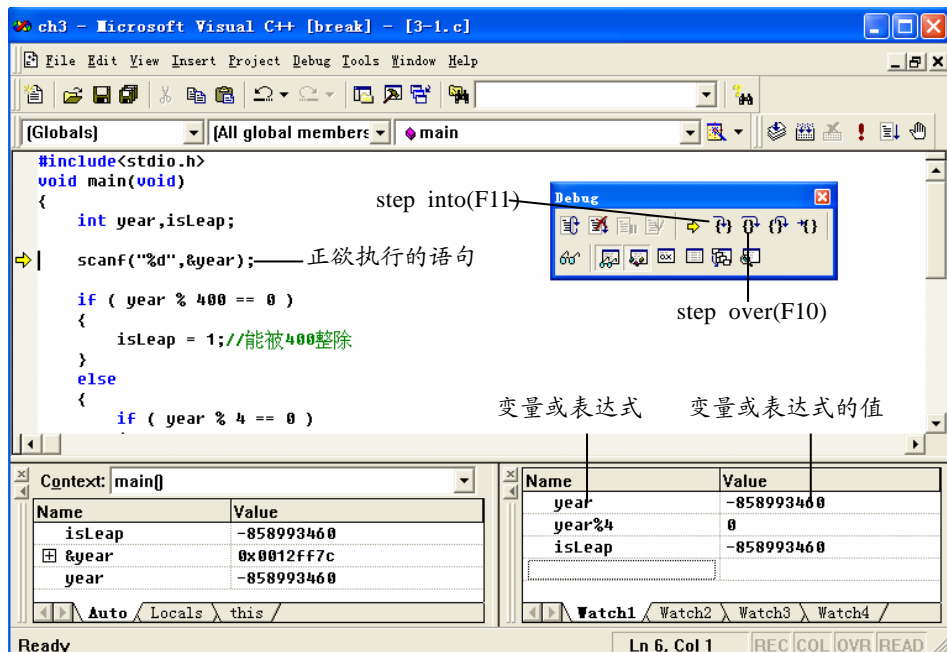 ch3 - Microsoft Visual C++ [break] - [3-1.c]
File Edit View Insert Project Debug Tools Window Help
(Globals) (All global members main
#include<stdio.h>
void main(void)
{
int year,isLeap;
scanf("%d",&year);
正欲执行的语句
if ( year % 400 == 0 )
{
isLeap = 1;//能被400整除
}
else
{
if ( year % 4 == 0 )
step into(F11)
Debug
step over(F10)
变量或表达式
变量或表达式的值
Context: main()
Name Value
isLeap -858993460
&year 0x0012ff7c
year -858993460
Auto Locals this
Name Value
year -858993460
year%4 0
isLeap -858993460
Watch1 Watch2 Watch3 Watch4
Ready
Ln 6, Col 1
REC COL OVR READ